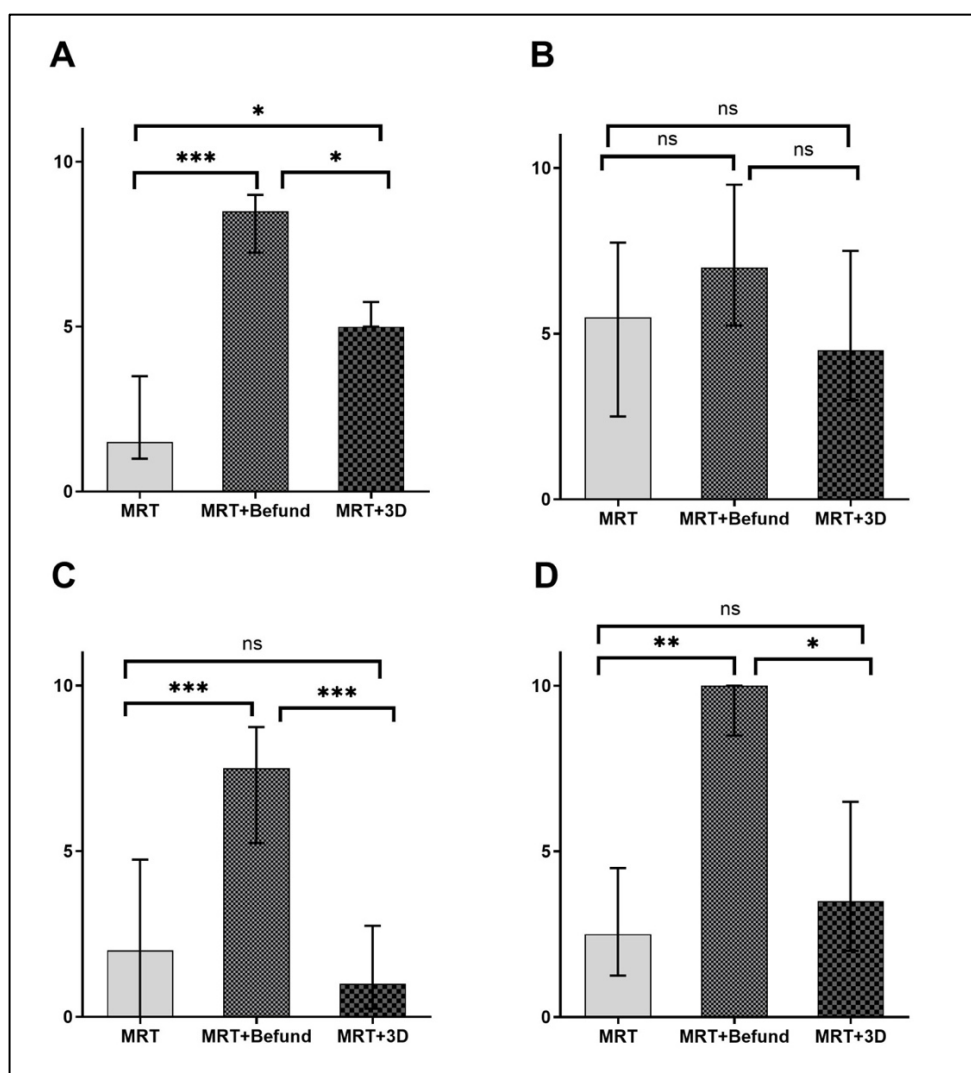 A
*
*** *
10
5
0
MRT MRT+Befund MRT+3D
B
ns
ns ns
10
5
0
MRT MRT+Befund MRT+3D
C
ns
*** ***
10
5
0
MRT MRT+Befund MRT+3D
D
ns
** *
10
5
0
MRT MRT+Befund MRT+3D